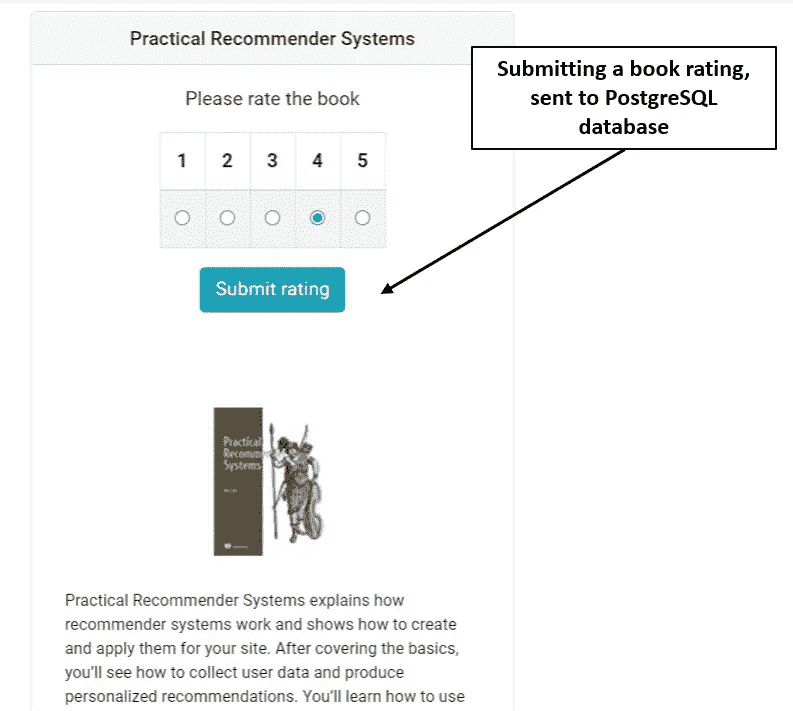 Practical Recommender Systems
Submitting a book rating,
sent to PostgreSQL
database
Please rate the book
1 2 3 4 5
Submit rating
Practical
Systems
Practical Recommender Systems explains how
recommender systems work and shows how to create
and apply them for your site. After covering the basics,
you'll see how to collect user data and produce
personalized recommendations. You'll learn how to use